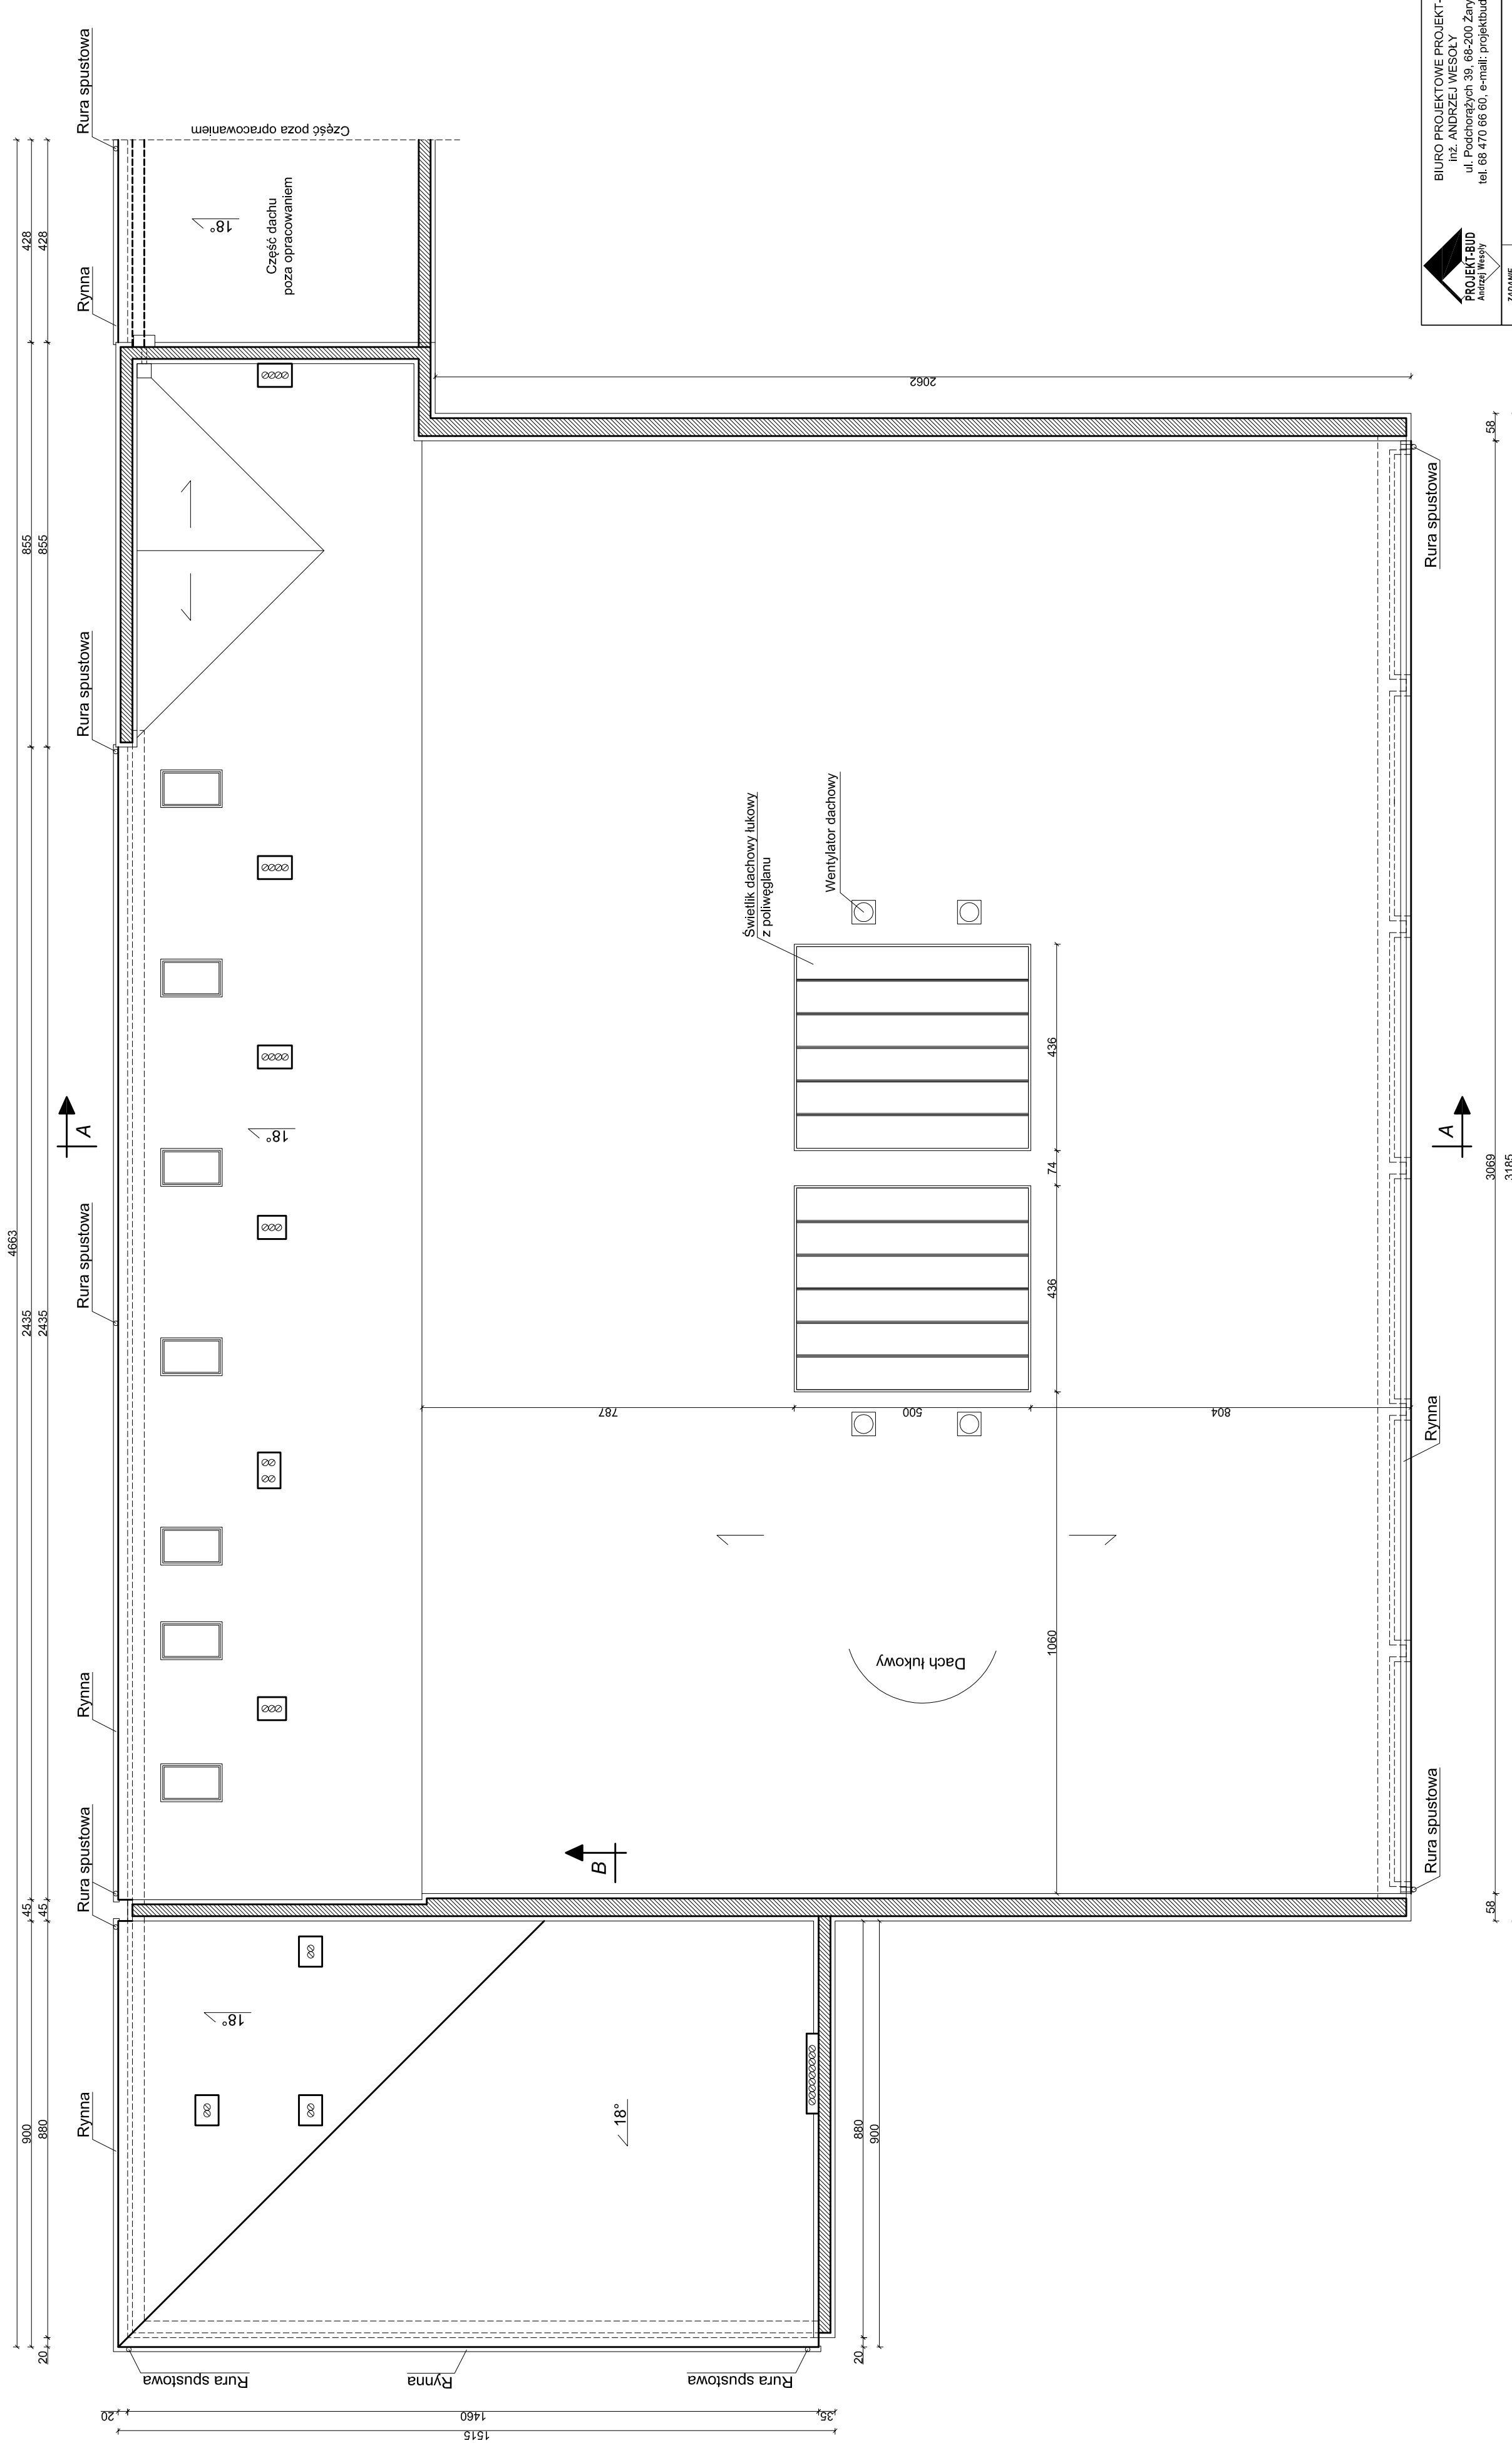 4663
900
45
2435
855
428
20
880
45
2435
855
428
Rynna
Rura spustowa
Rynna
Rura spustowa
Rura spustowa
Rynna
Rura spustowa
A
18°
18°
18°
18°
Część dachu
poza opracowaniem
Część poza opracowaniem
2062
B
Dach łukowy
Świetlik dachowy łukowy
z poliwęglanu
Wentylator dachowy
787
500
804
1060
436
74
436
20
880
900
Rura spustowa
Rynna
Rura spustowa
20
1460
35
1515
Rura spustowa
Rynna
A
Rura spustowa
58
3069
58
3185
BIURO PROJEKTOWE PROJEKT-
inż. ANDRZEJ WESOŁY
ul. Podchorążych 39, 68-200 Żary
tel. 68 470 66 60, e-mail: projektbud
PROJEKT-BUD
Andrzej Wesoły
ZADANIE